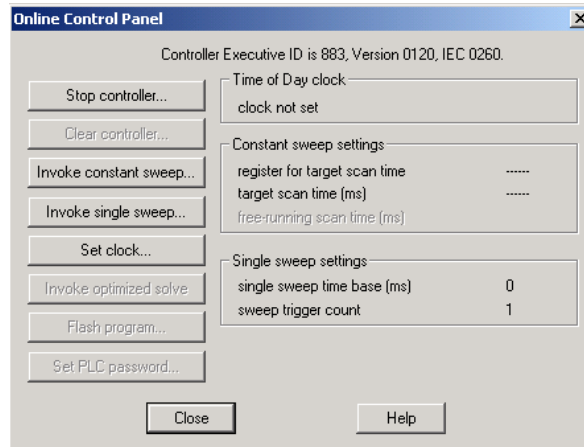 Online Control Panel
Controller Executive ID is 883, Version 0120, IEC 0260.
Stop controller...
Clear controller...
Invoke constant sweep...
Invoke single sweep...
Set clock...
Invoke optimized solve
Flash program...
Set PLC password...
Time of Day clock
clock not set
Constant sweep settings
register for target scan time ------
target scan time (ms) ------
free-running scan time (ms)
Single sweep settings
single sweep time base (ms) 0
sweep trigger count 1
Close
Help